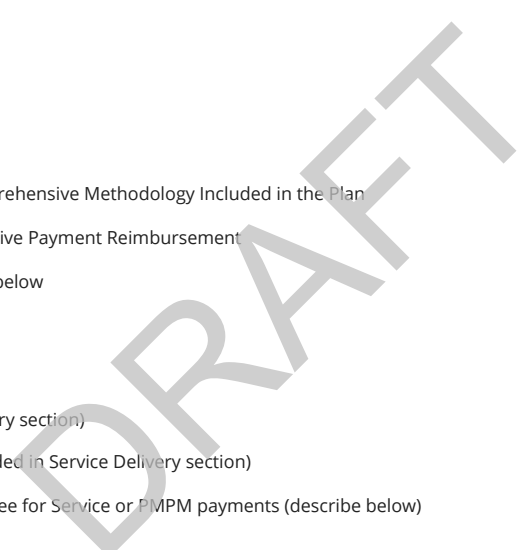 rehensive Methodology Included in the Plan
ive Payment Reimbursement
below
ry section)
ded in Service Delivery section)
ee for Service or PMPM payments (describe below)
DRAFT